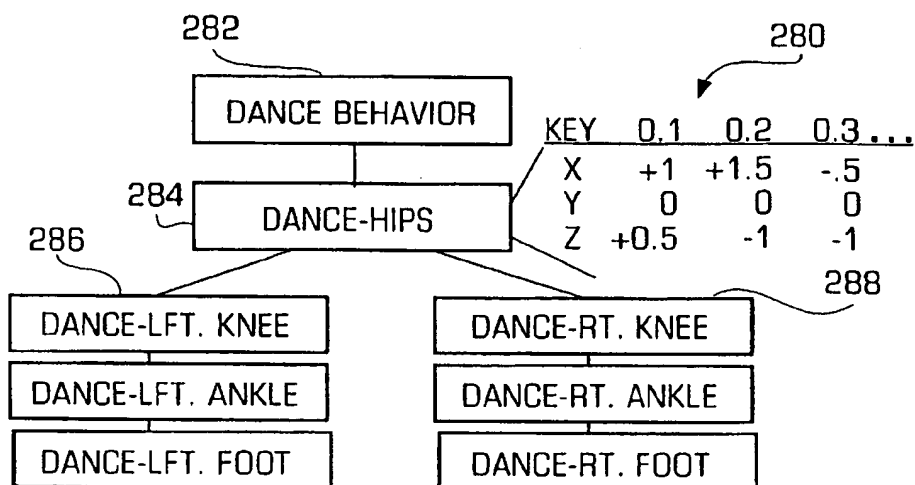 282
280
DANCE BEHAVIOR
KEY 0.1 0.2 0.3 ...
X +1 +1.5 -.5
284
DANCE-HIPS
Y 0 0 0
Z +0.5 -1 -1
286
288
DANCE-LFT. KNEE
DANCE-RT. KNEE
DANCE-LFT. ANKLE
DANCE-RT. ANKLE
DANCE-LFT. FOOT
DANCE-RT. FOOT